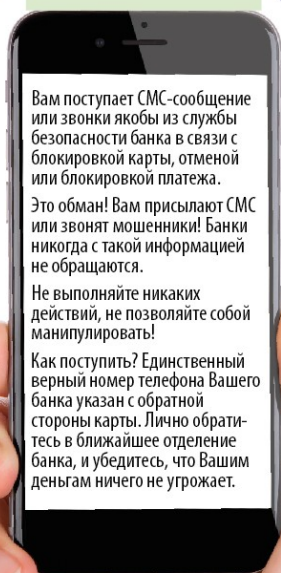 Вам поступает СМС-сообщение
или звонки якобы из службы
безопасности банка в связи с
блокировкой карты, отменой
или блокировкой платежа.
Это обман! Вам присылают СМС
или звонят мошенники! Банки
никогда с такой информацией
не обращаются.
Не выполняйте никаких
действий, не позволяйте собой
манипулировать!
Как поступить? Единственный
верный номер телефона Вашего
банка указан с обратной
стороны карты. Лично обрати-
тесь в ближайшее отделение
банка, и убедитесь, что Вашим
деньгам ничего не угрожает.